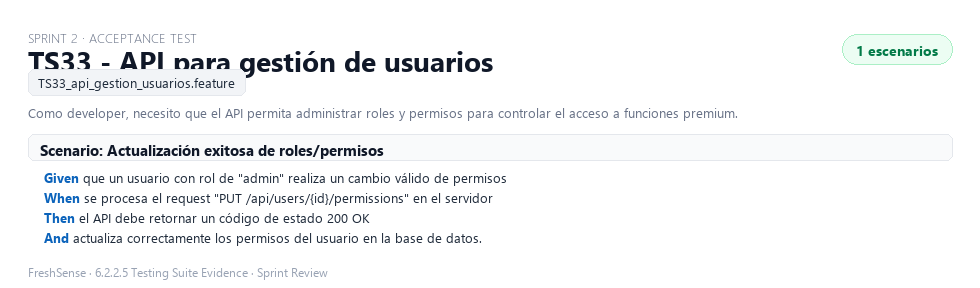 SPRINT 2 · ACCEPTANCE TEST
TS33 - API para gestión de usuarios
1 escenarios
TS33_api_gestion_usuarios.feature
Como developer, necesito que el API permita administrar roles y permisos para controlar el acceso a funciones premium.
Scenario: Actualización exitosa de roles/permisos
Given que un usuario con rol de "admin" realiza un cambio válido de permisos
When se procesa el request "PUT /api/users/{id}/permissions" en el servidor
Then el API debe retornar un código de estado 200 OK
And actualiza correctamente los permisos del usuario en la base de datos.
FreshSense · 6.2.2.5 Testing Suite Evidence · Sprint Review